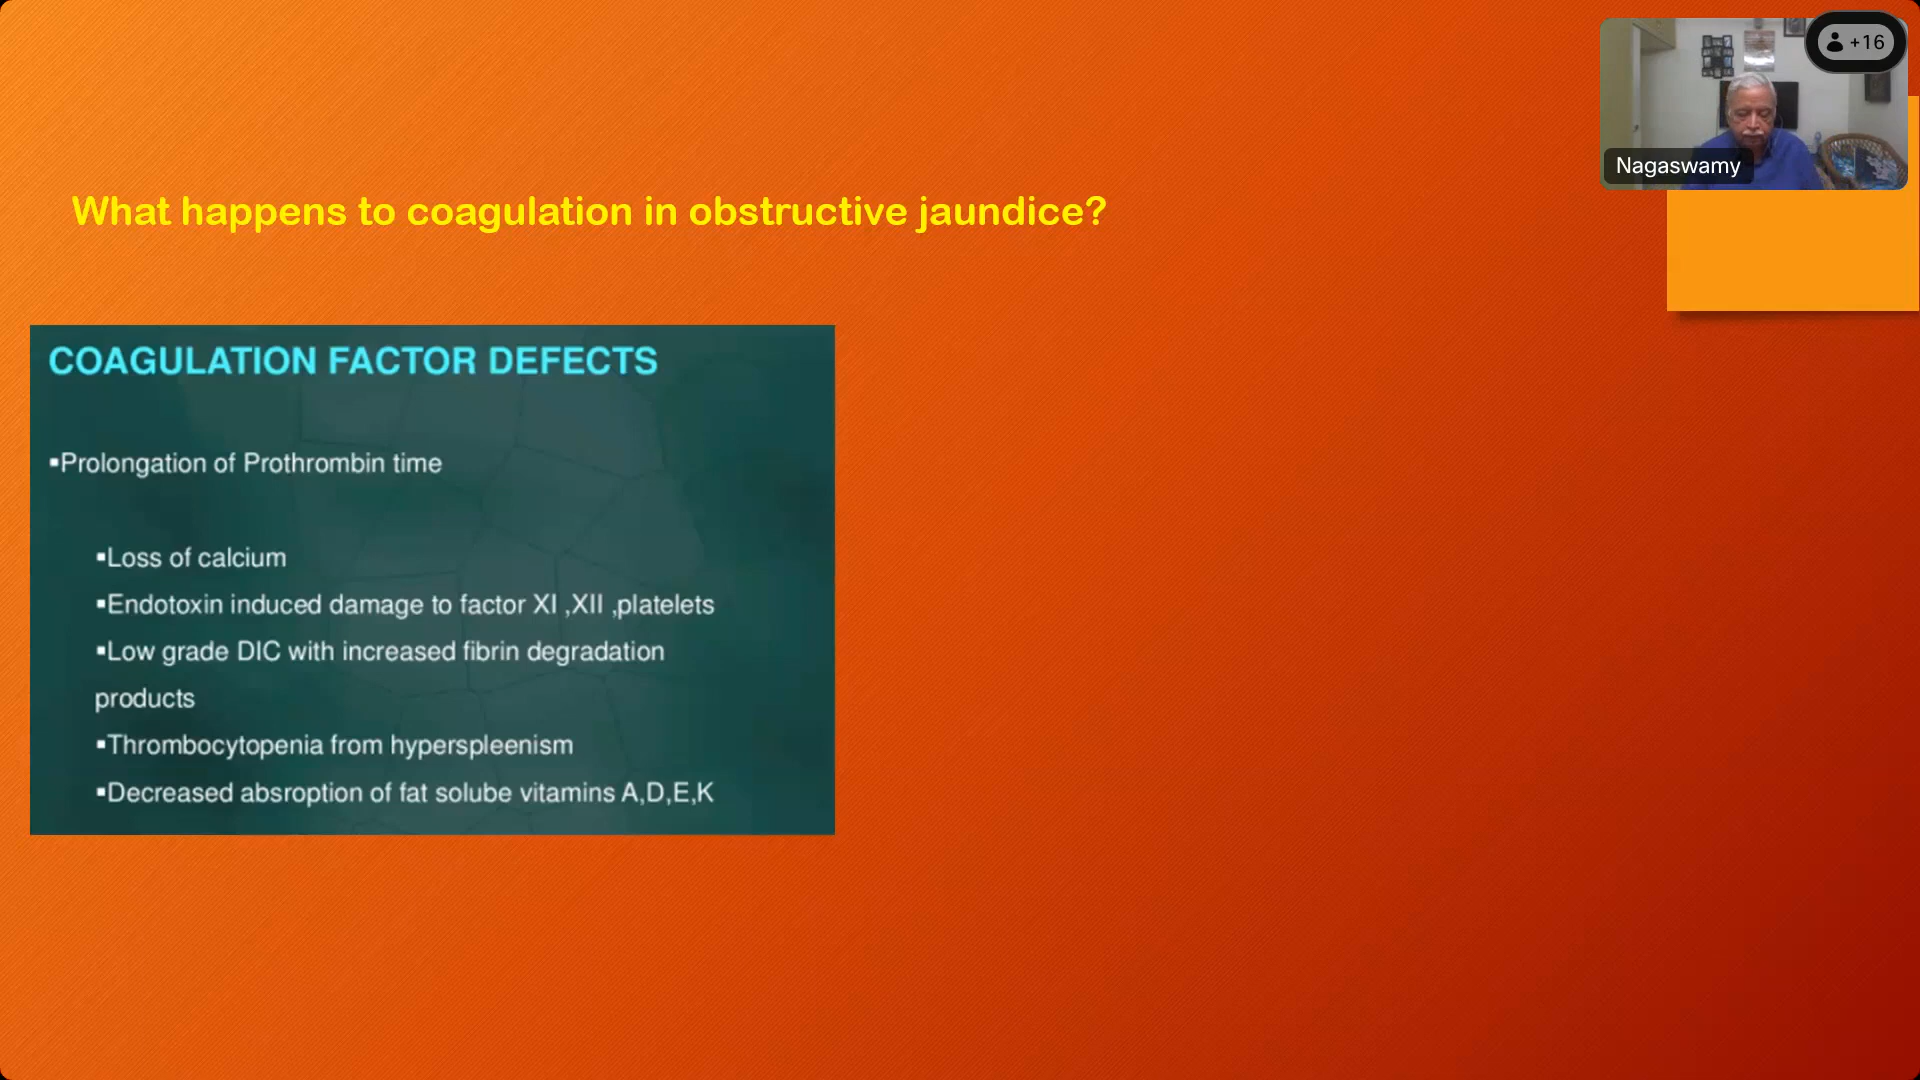 +16
Nagaswamy
What happens to coagulation in obstructive jaundice?
COAGULATION FACTOR DEFECTS
▪Prolongation of Prothrombin time
▪Loss of calcium
▪Endotoxin induced damage to factor XI ,XII ,platelets
▪Low grade DIC with increased fibrin degradation
products
▪Thrombocytopenia from hyperspleenism
▪Decreased absroption of fat solube vitamins A,D,E,K